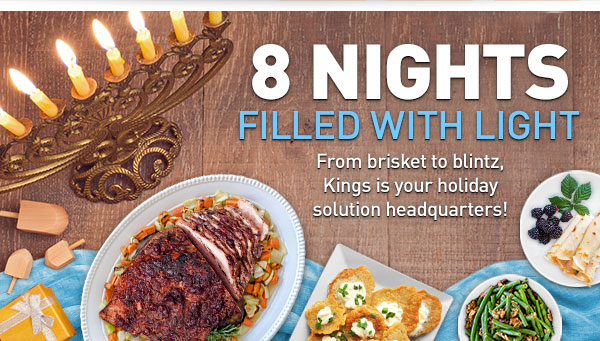 8 NIGHTS
FILLED WITH LIGHT
From brisket to blintz,
Kings is your holiday
solution headquarters!